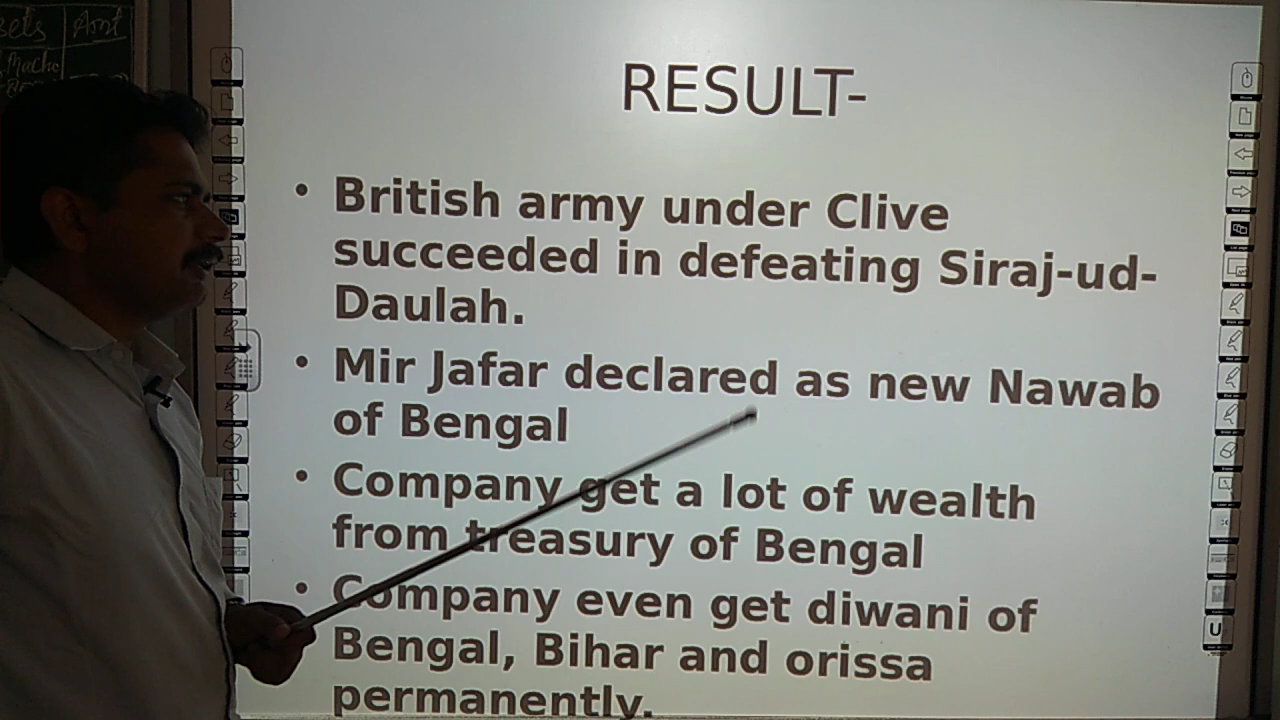 sets Amt
RESULT-
• British army under Clive
succeeded in defeating Siraj-ud-
Daulah.
• Mir Jafar declared as new Nawab
of Bengal
• Company get a lot of wealth
from treasury of Bengal
• Company even get diwani of
Bengal, Bihar and orissa
permanently.